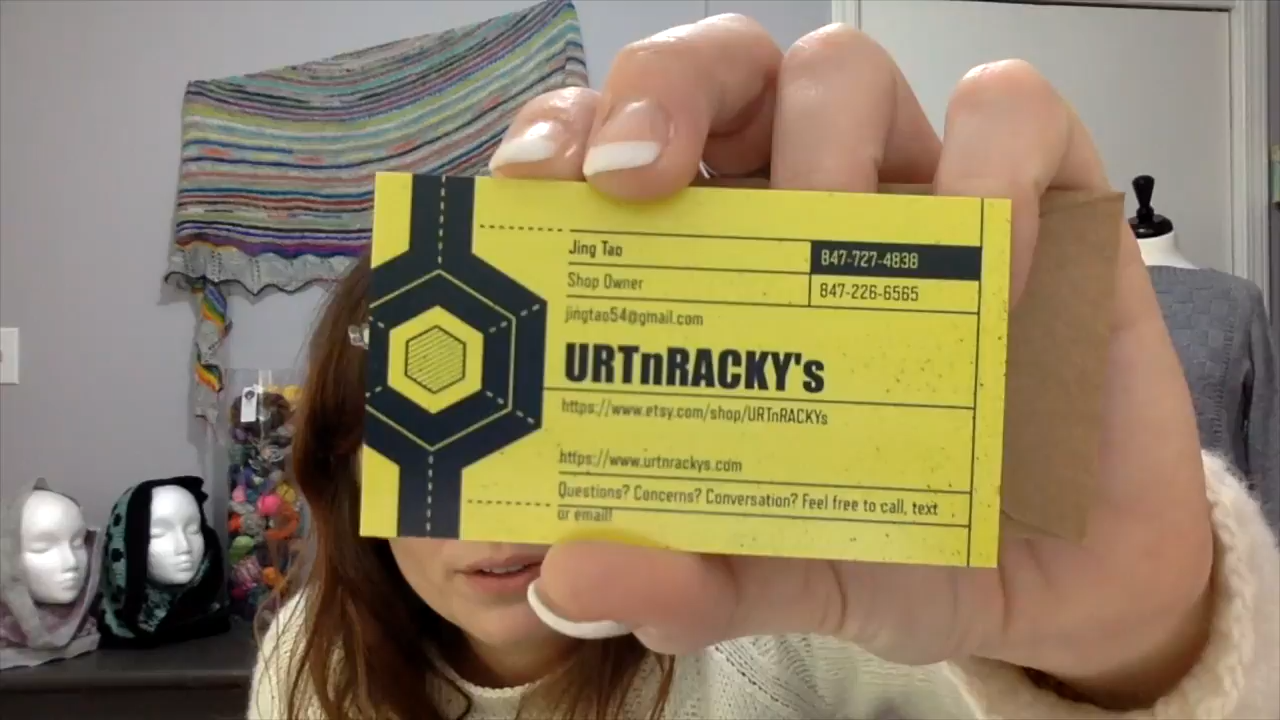 Jing Tao
847-727-4838
Shop Owner
847-226-6565
jingtao54@gmail.com
URTnRACKY's
https://www.etsy.com/shop/URTnRACKYs
https://www.urtnrackys.com
Questions? Concerns? Conversation? Feel free to call, text
or email!